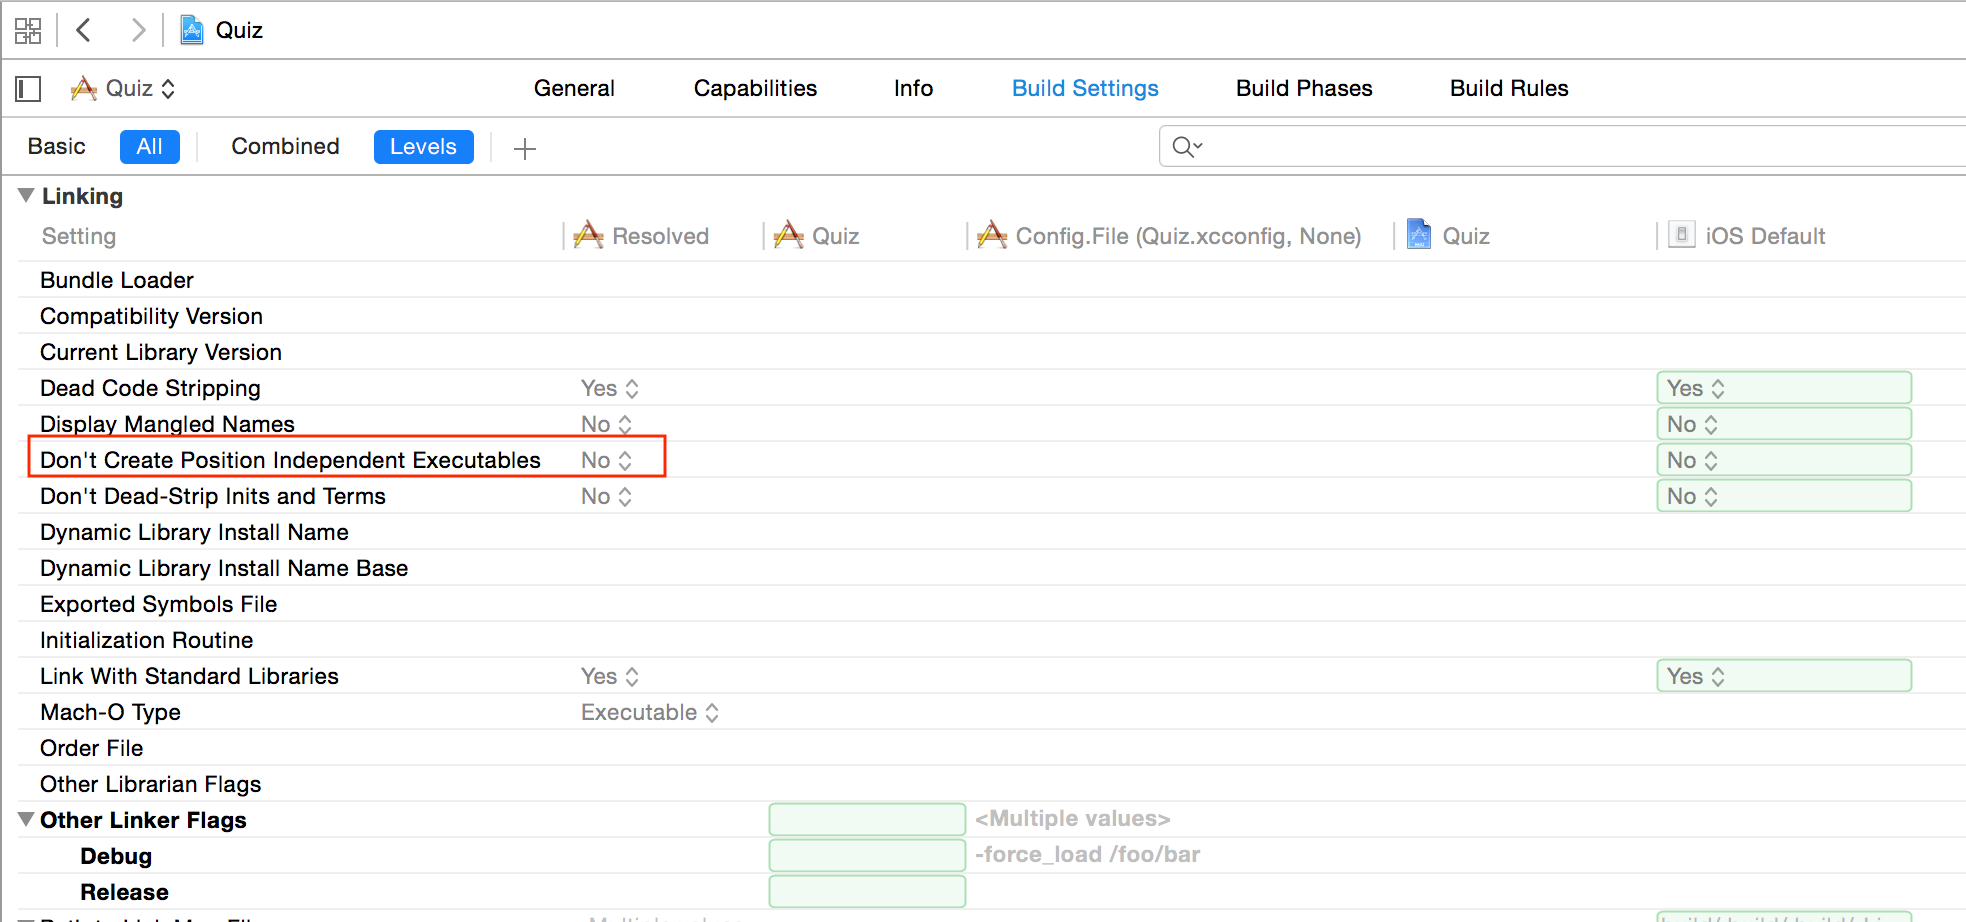 Quiz
Quiz General Capabilities Info Build Settings Build Phases Build Rules
Basic All Combined Levels
Linking
Setting Resolved Quiz Config.File (Quiz.xcconfig, None) Quiz iOS Default
Bundle Loader
Compatibility Version
Current Library Version
Dead Code Stripping Yes Yes
Display Mangled Names No No
Don't Create Position Independent Executables No No
Don't Dead-Strip Inits and Terms No No
Dynamic Library Install Name
Dynamic Library Install Name Base
Exported Symbols File
Initialization Routine
Link With Standard Libraries Yes Yes
Mach-O Type Executable
Order File
Other Librarian Flags
Other Linker Flags <Multiple values>
Debug -force_load /foo/bar
Release